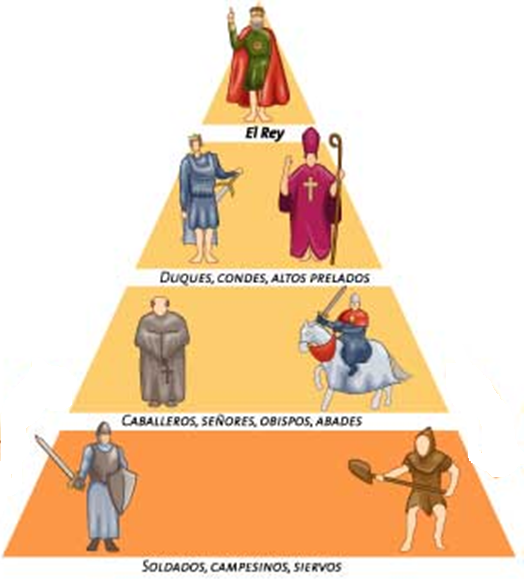 El Rey
Duques, condes, altos prelados
Caballeros, señores, obispos, abades
Soldados, campesinos, siervos